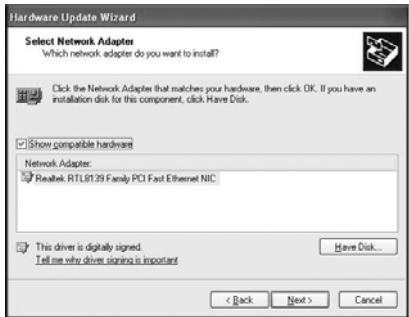 Hardware Update Wizard
Select Network Adapter
Which network adapter do you want to install?
Click the Network Adapter that matches your hardware, then click OK. If you have an
installation disk for this component, click Have Disk.
Show compatible hardware
Network Adapter:
Realtek RTL8139 Family PCI Fast Ethernet NIC
This driver is digitally signed.
Tell me why driver signing is important
Have Disk...
< Back
Next >
Cancel